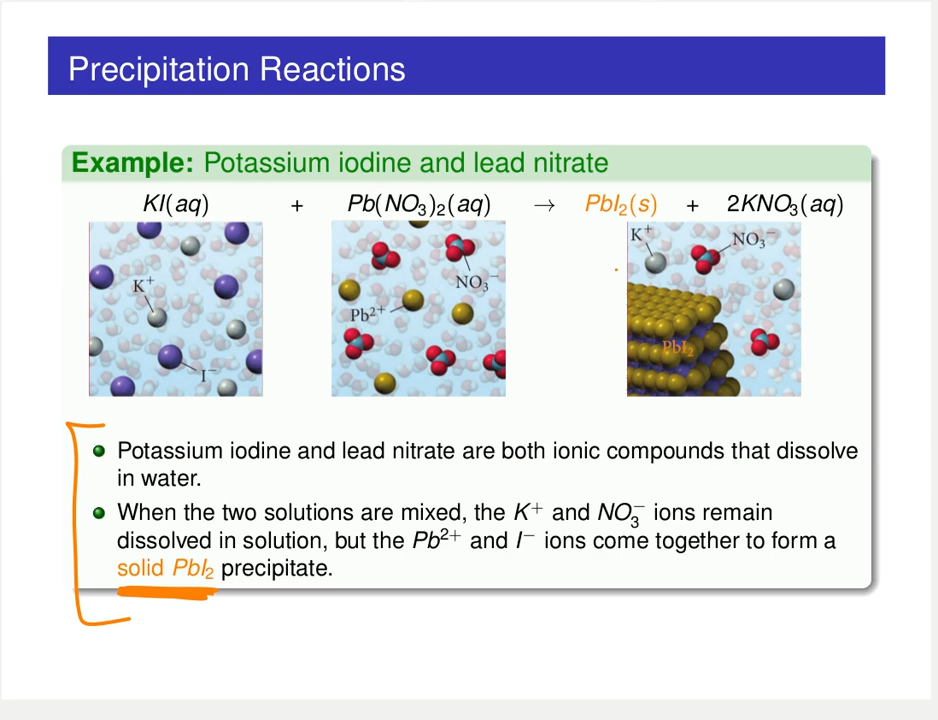 Precipitation Reactions
Example: Potassium iodine and lead nitrate
KI(aq) + Pb(NO₃)₂(aq) → PbI₂(s) + 2KNO₃(aq)
K⁺
I⁻
NO₃⁻
Pb²⁺
K⁺
NO₃⁻
PbI₂
Potassium iodine and lead nitrate are both ionic compounds that dissolve
in water.
When the two solutions are mixed, the K⁺ and NO₃⁻ ions remain
dissolved in solution, but the Pb²⁺ and I⁻ ions come together to form a
solid PbI₂ precipitate.